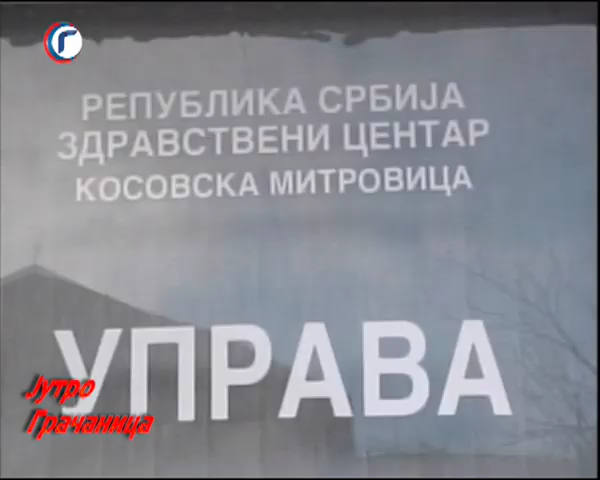 Г
РЕПУБЛИКА СРБИЈА
ЗДРАВСТВЕНИ ЦЕНТАР
КОСОВСКА МИТРОВИЦА
УПРАВА
Јутро
Грачаница